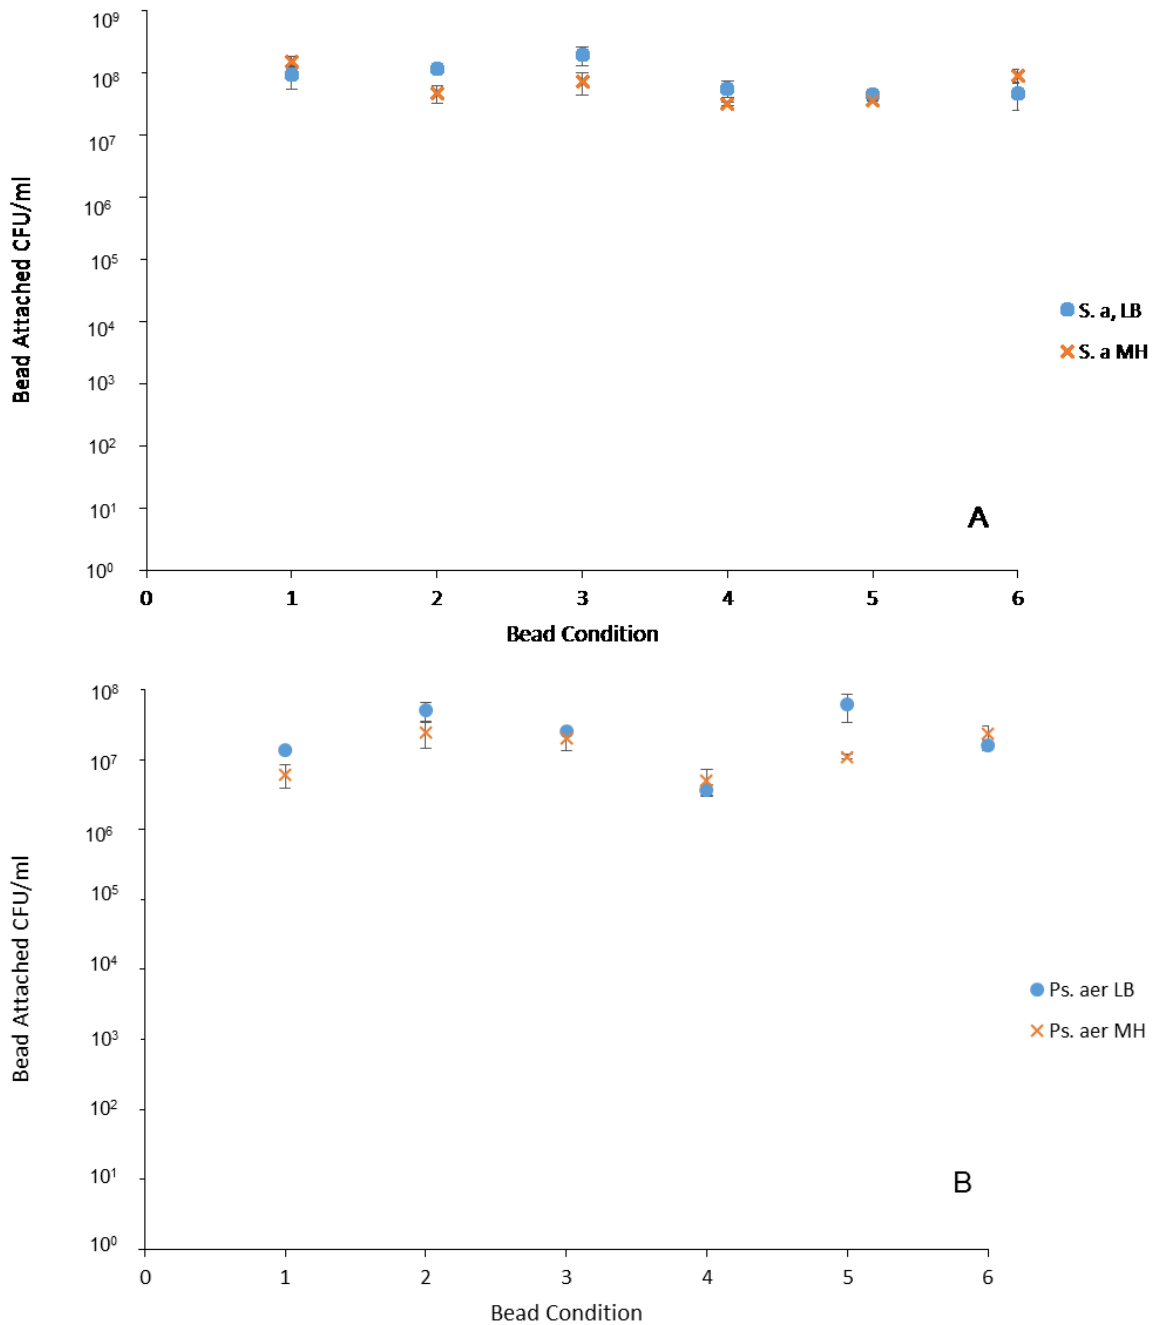 10⁹
10⁸
10⁷
10⁶
10⁵
10⁴
10³
10²
10¹
10⁰
Bead Attached CFU/ml
S. a, LB
S. a MH
A
0 1 2 3 4 5 6
Bead Condition
10⁸
10⁷
10⁶
10⁵
10⁴
10³
10²
10¹
10⁰
Bead Attached CFU/ml
Ps. aer LB
Ps. aer MH
B
0 1 2 3 4 5 6
Bead Condition